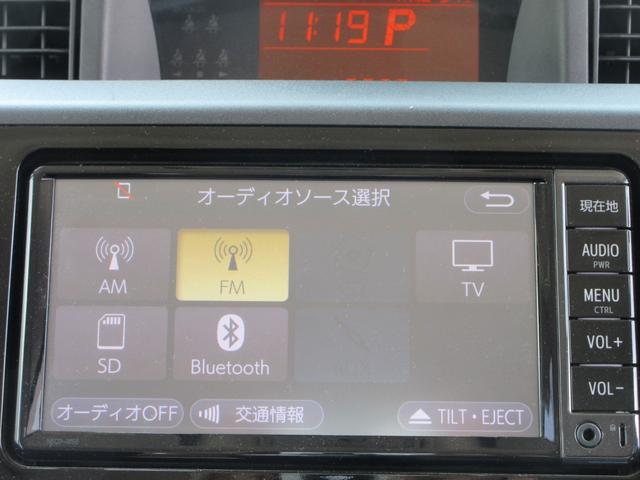 11:19 P
オーディオソース選択
現在地
AM
FM
TV
AUDIO
PWR
MENU
CTRL
SD
Bluetooth
VOL+
VOL-
オーディオOFF
交通情報
TILT・EJECT